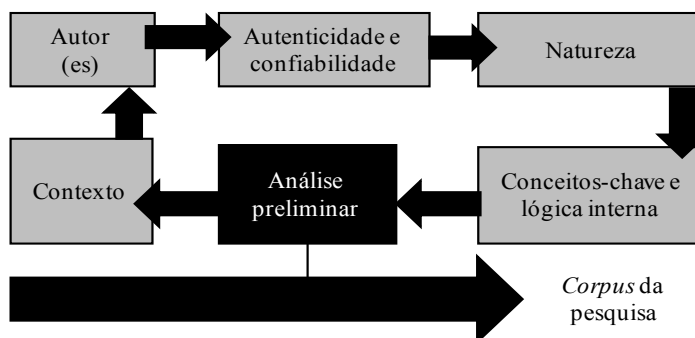 Autor
(es)
Autenticidade e
confiabilidade
Natureza
Contexto
Análise
preliminar
Conceitos-chave e
lógica interna
Corpus da
pesquisa